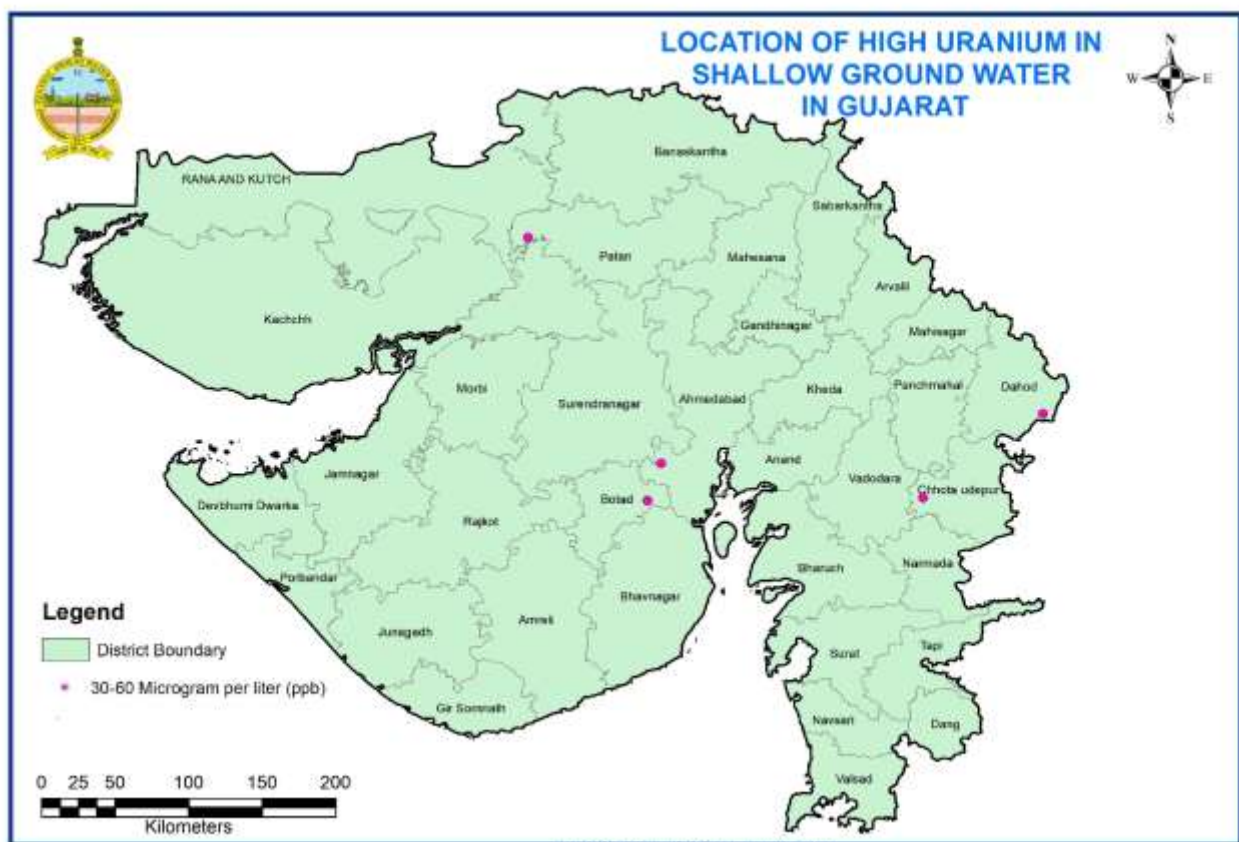 LOCATION OF HIGH URANIUM IN
SHALLOW GROUND WATER
IN GUJARAT
N
W
E
S
Banaskantha
RANA AND KUTCH
Sabarkantha
Patan
Mahesana
Arvalli
Kachchh
Gandhinagar
Mahisagar
Morbi
Surendranagar
Ahmedabad
Kheda
Panchmahal
Dahod
Jamnagar
Anand
Vadodara
Devbhumi Dwarka
Botad
Chhota udepur
Rajkot
Porbandar
Bharuch
Narmada
Bhavnagar
Amreli
Junagadh
Surat
Tapi
Gir Somnath
Navsari
Dang
Valsad
Legend
District Boundary
30-60 Microgram per liter (ppb)
0 25 50 100 150 200
Kilometers